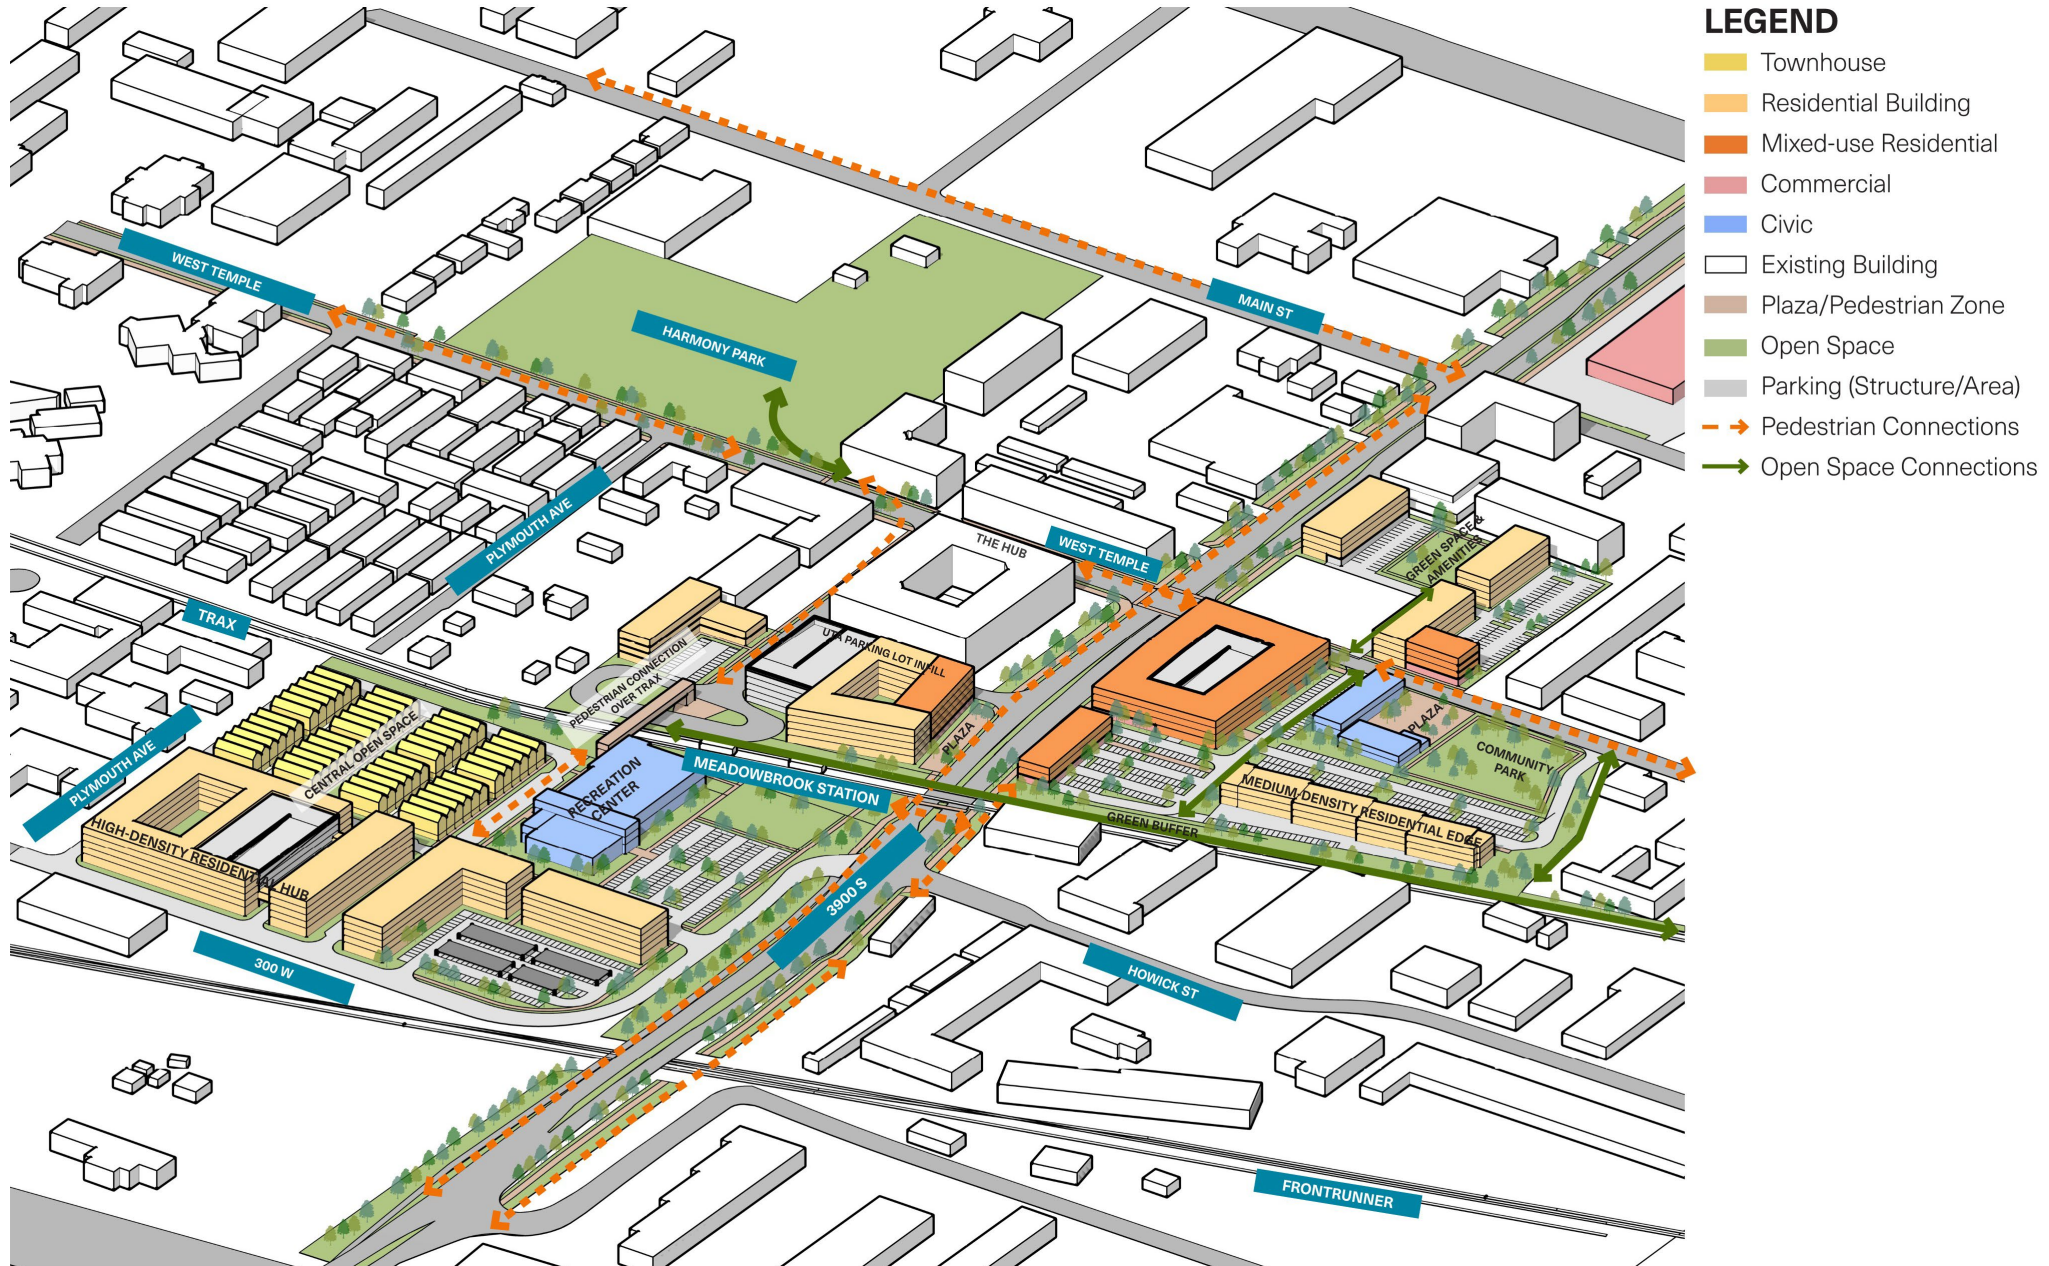 LEGEND
Townhouse
Residential Building
Mixed-use Residential
Commercial
Civic
Existing Building
Plaza/Pedestrian Zone
Open Space
Parking (Structure/Area)
Pedestrian Connections
Open Space Connections
WEST TEMPLE
MAIN ST
HARMONY PARK
PLYMOUTH AVE
THE HUB
WEST TEMPLE
GREEN SPACE &
AMENITIES
TRAX
UTA PARKING LOT INFILL
PEDESTRIAN CONNECTION
OVER TRAX
PLAZA
PLAZA
COMMUNITY
PARK
CENTRAL OPEN SPACE
PLYMOUTH AVE
RECREATION
CENTER
MEADOWBROOK STATION
MEDIUM-DENSITY RESIDENTIAL EDGE
GREEN BUFFER
HIGH-DENSITY RESIDENTIAL HUB
3900 S
300 W
HOWICK ST
FRONTRUNNER